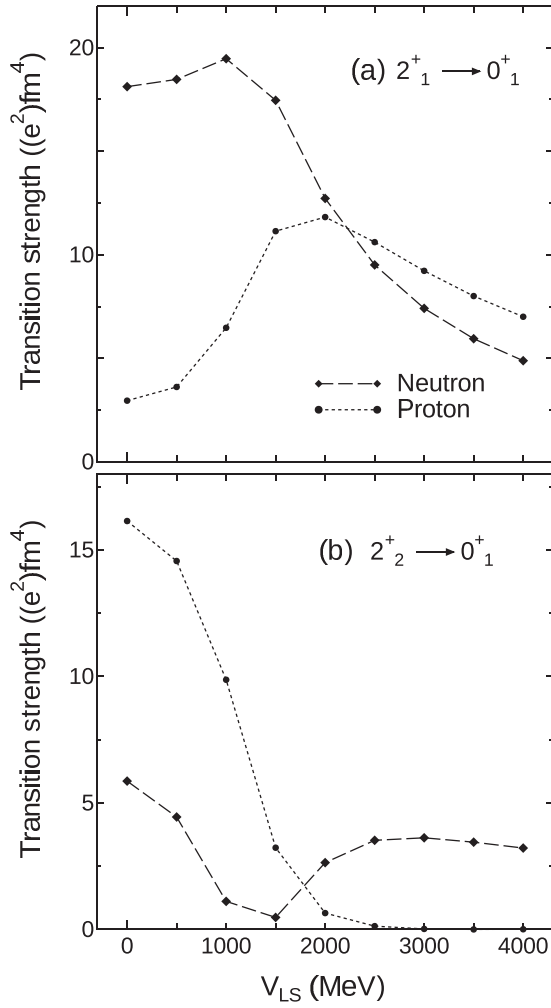 20
10
0
Transition strength ((e²)fm⁴)
(a) 2⁺₁ → 0⁺₁
Neutron
Proton
15
10
5
0
Transition strength ((e²)fm⁴)
(b) 2⁺₂ → 0⁺₁
0 1000 2000 3000 4000
V_LS (MeV)